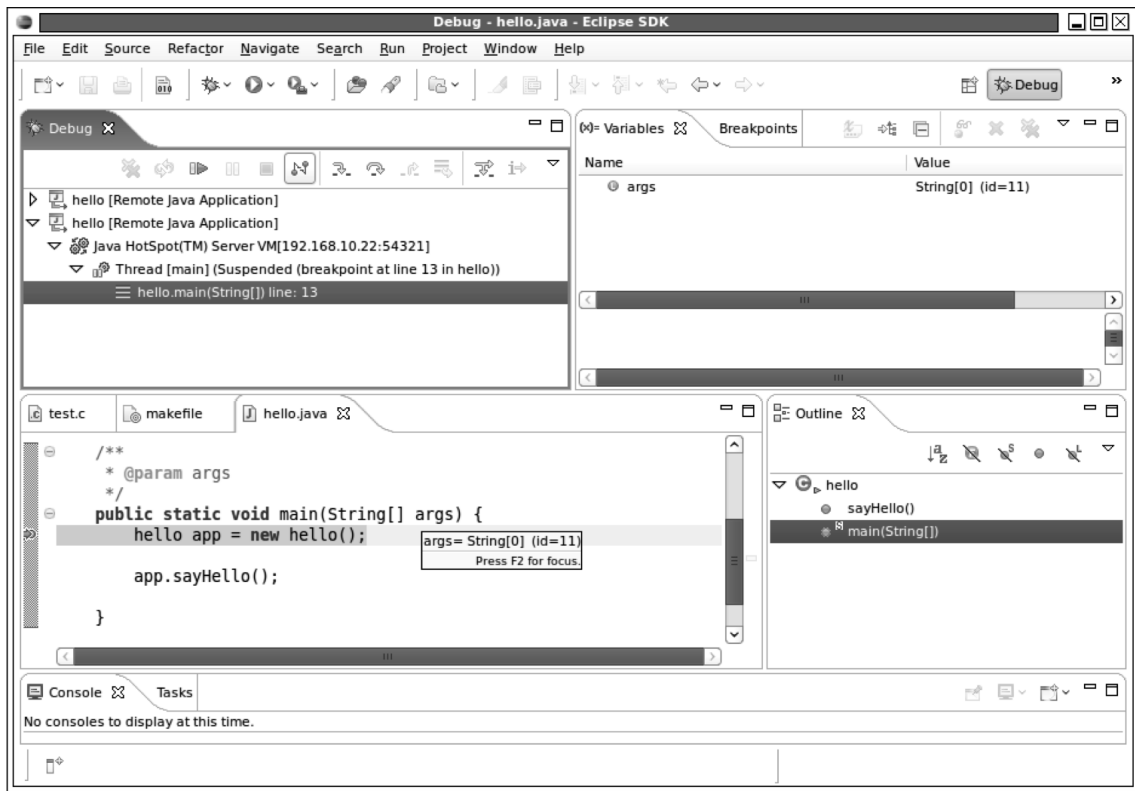 Debug - hello.java - Eclipse SDK
File Edit Source Refactor Navigate Search Run Project Window Help
010
Debug »
Debug
(x)= Variables Breakpoints
Name Value
args String[0] (id=11)
hello [Remote Java Application]
hello [Remote Java Application]
Java HotSpot(TM) Server VM[192.168.10.22:54321]
Thread [main] (Suspended (breakpoint at line 13 in hello))
hello.main(String[]) line: 13
test.c makefile hello.java
/**
* @param args
*/
public static void main(String[] args) {
hello app = new hello();
args= String[0] (id=11)
Press F2 for focus.
app.sayHello();
}
Outline
hello
sayHello()
main(String[])
Console Tasks
No consoles to display at this time.